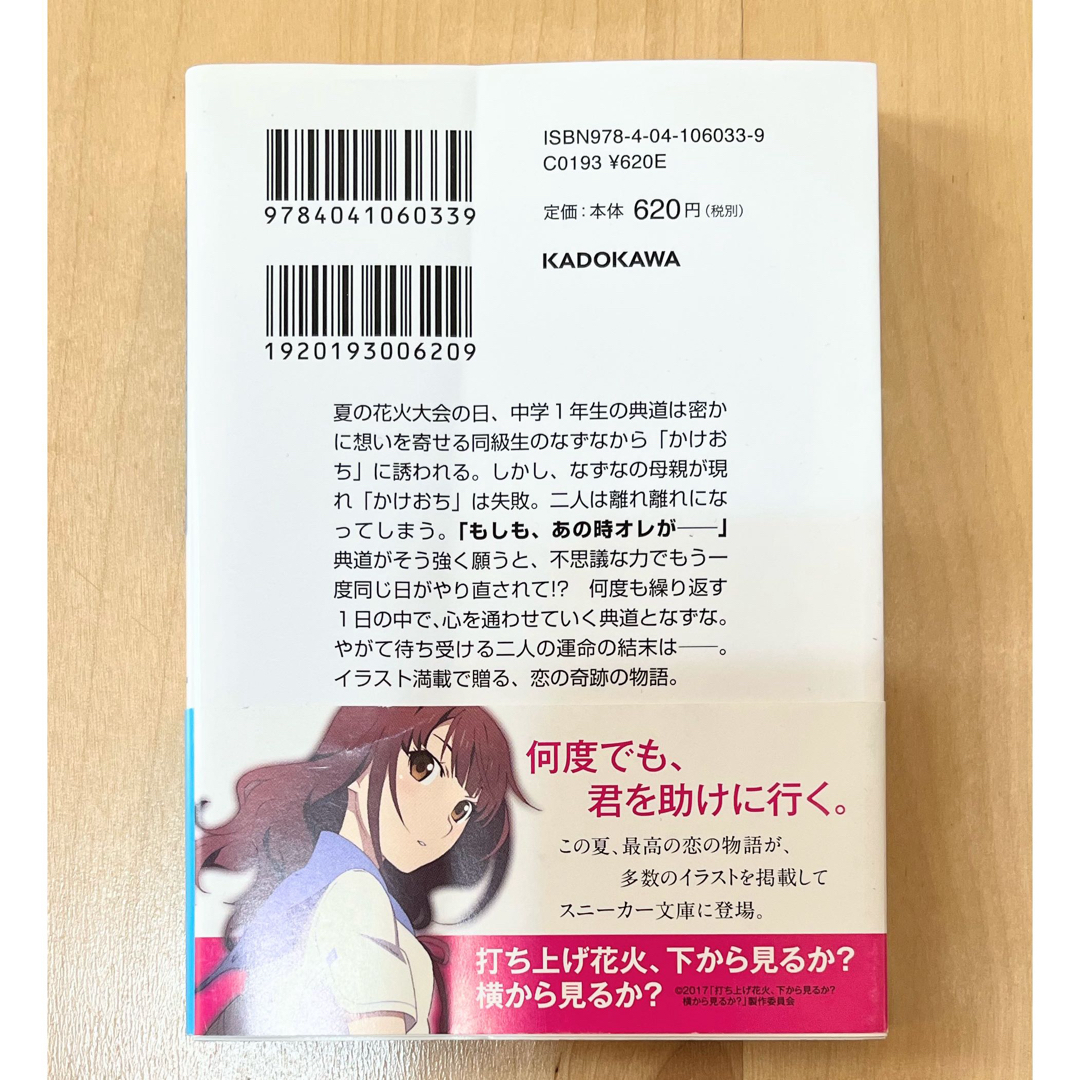 ISBN978-4-04-106033-9
C0193 ¥620E
9784041060339
定価：本体 620円（税別）
KADOKAWA
1920193006209
夏の花火大会の日、中学１年生の典道は密か
に想いを寄せる同級生のなずなから「かけお
ち」に誘われる。しかし、なずなの母親が現
れ「かけおち」は失敗。二人は離れ離れにな
ってしまう。「もしも、あの時オレが――」
典道がそう強く願うと、不思議な力でもう一
度同じ日がやり直されて!?　何度も繰り返す
１日の中で、心を通わせていく典道となずな。
やがて待ち受ける二人の運命の結末は――。
イラスト満載で贈る、恋の奇跡の物語。
何度でも、
君を助けに行く。
この夏、最高の恋の物語が、
多数のイラストを掲載して
スニーカー文庫に登場。
打ち上げ花火、下から見るか？
横から見るか？
©2017「打ち上げ花火、下から見るか？
横から見るか？」製作委員会